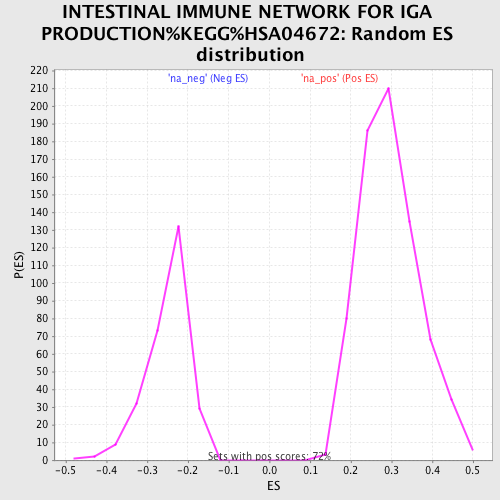 INTESTINAL IMMUNE NETWORK FOR IGA
PRODUCTION%KEGG%HSA04672: Random ES
distribution
'na_neg' (Neg ES)
'na_pos' (Pos ES)
220
210
200
190
180
170
160
150
140
130
120
110
100
90
80
70
60
50
40
30
20
10
0
P(ES)
Sets with pos scores: 72%
-0.5 -0.4 -0.3 -0.2 -0.1 0.0 0.1 0.2 0.3 0.4 0.5
ES